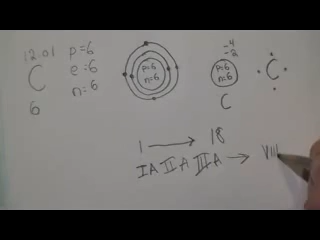 12.01
C
6
p=6
e=6
n=6
p=6
n=6
-4
-2
p=6
n=6
C
C
1 → 18
IA IIA IIIA → VIII